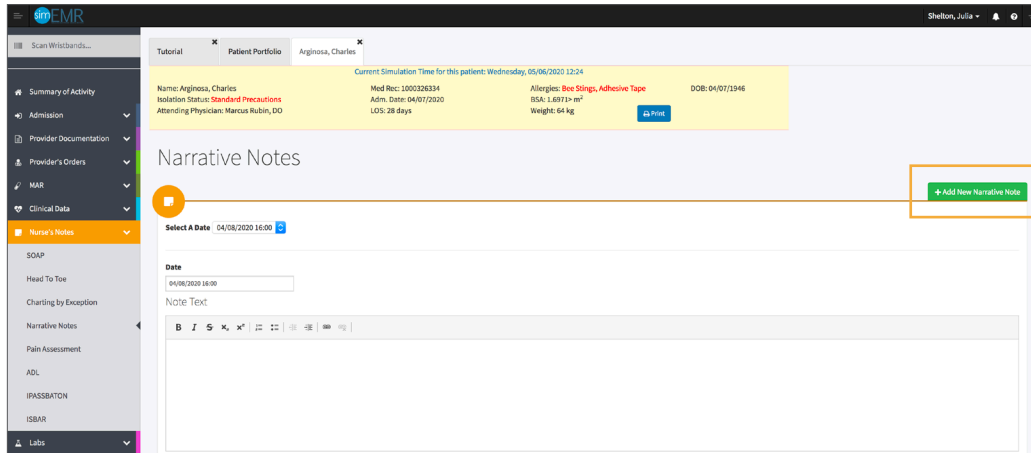 simEMR
Shelton, Julia
Scan Wristbands...
Tutorial
Patient Portfolio
Arginosa, Charles
Current Simulation Time for this patient: Wednesday, 05/06/2020 12:24
Name: Arginosa, Charles
Med Rec: 1000326334
Allergies: Bee Stings, Adhesive Tape
DOB: 04/07/1946
Isolation Status: Standard Precautions
Adm. Date: 04/07/2020
BSA: 1.6971> m²
Attending Physician: Marcus Rubin, DO
LOS: 28 days
Weight: 64 kg
Print
Summary of Activity
Admission
Provider Documentation
Provider's Orders
MAR
Clinical Data
Nurse's Notes
SOAP
Head To Toe
Charting by Exception
Narrative Notes
Pain Assessment
ADL
IPASSBATON
ISBAR
Labs
Narrative Notes
+ Add New Narrative Note
Select A Date 04/08/2020 16:00
Date
04/08/2020 16:00
Note Text
B I S x₂ x²